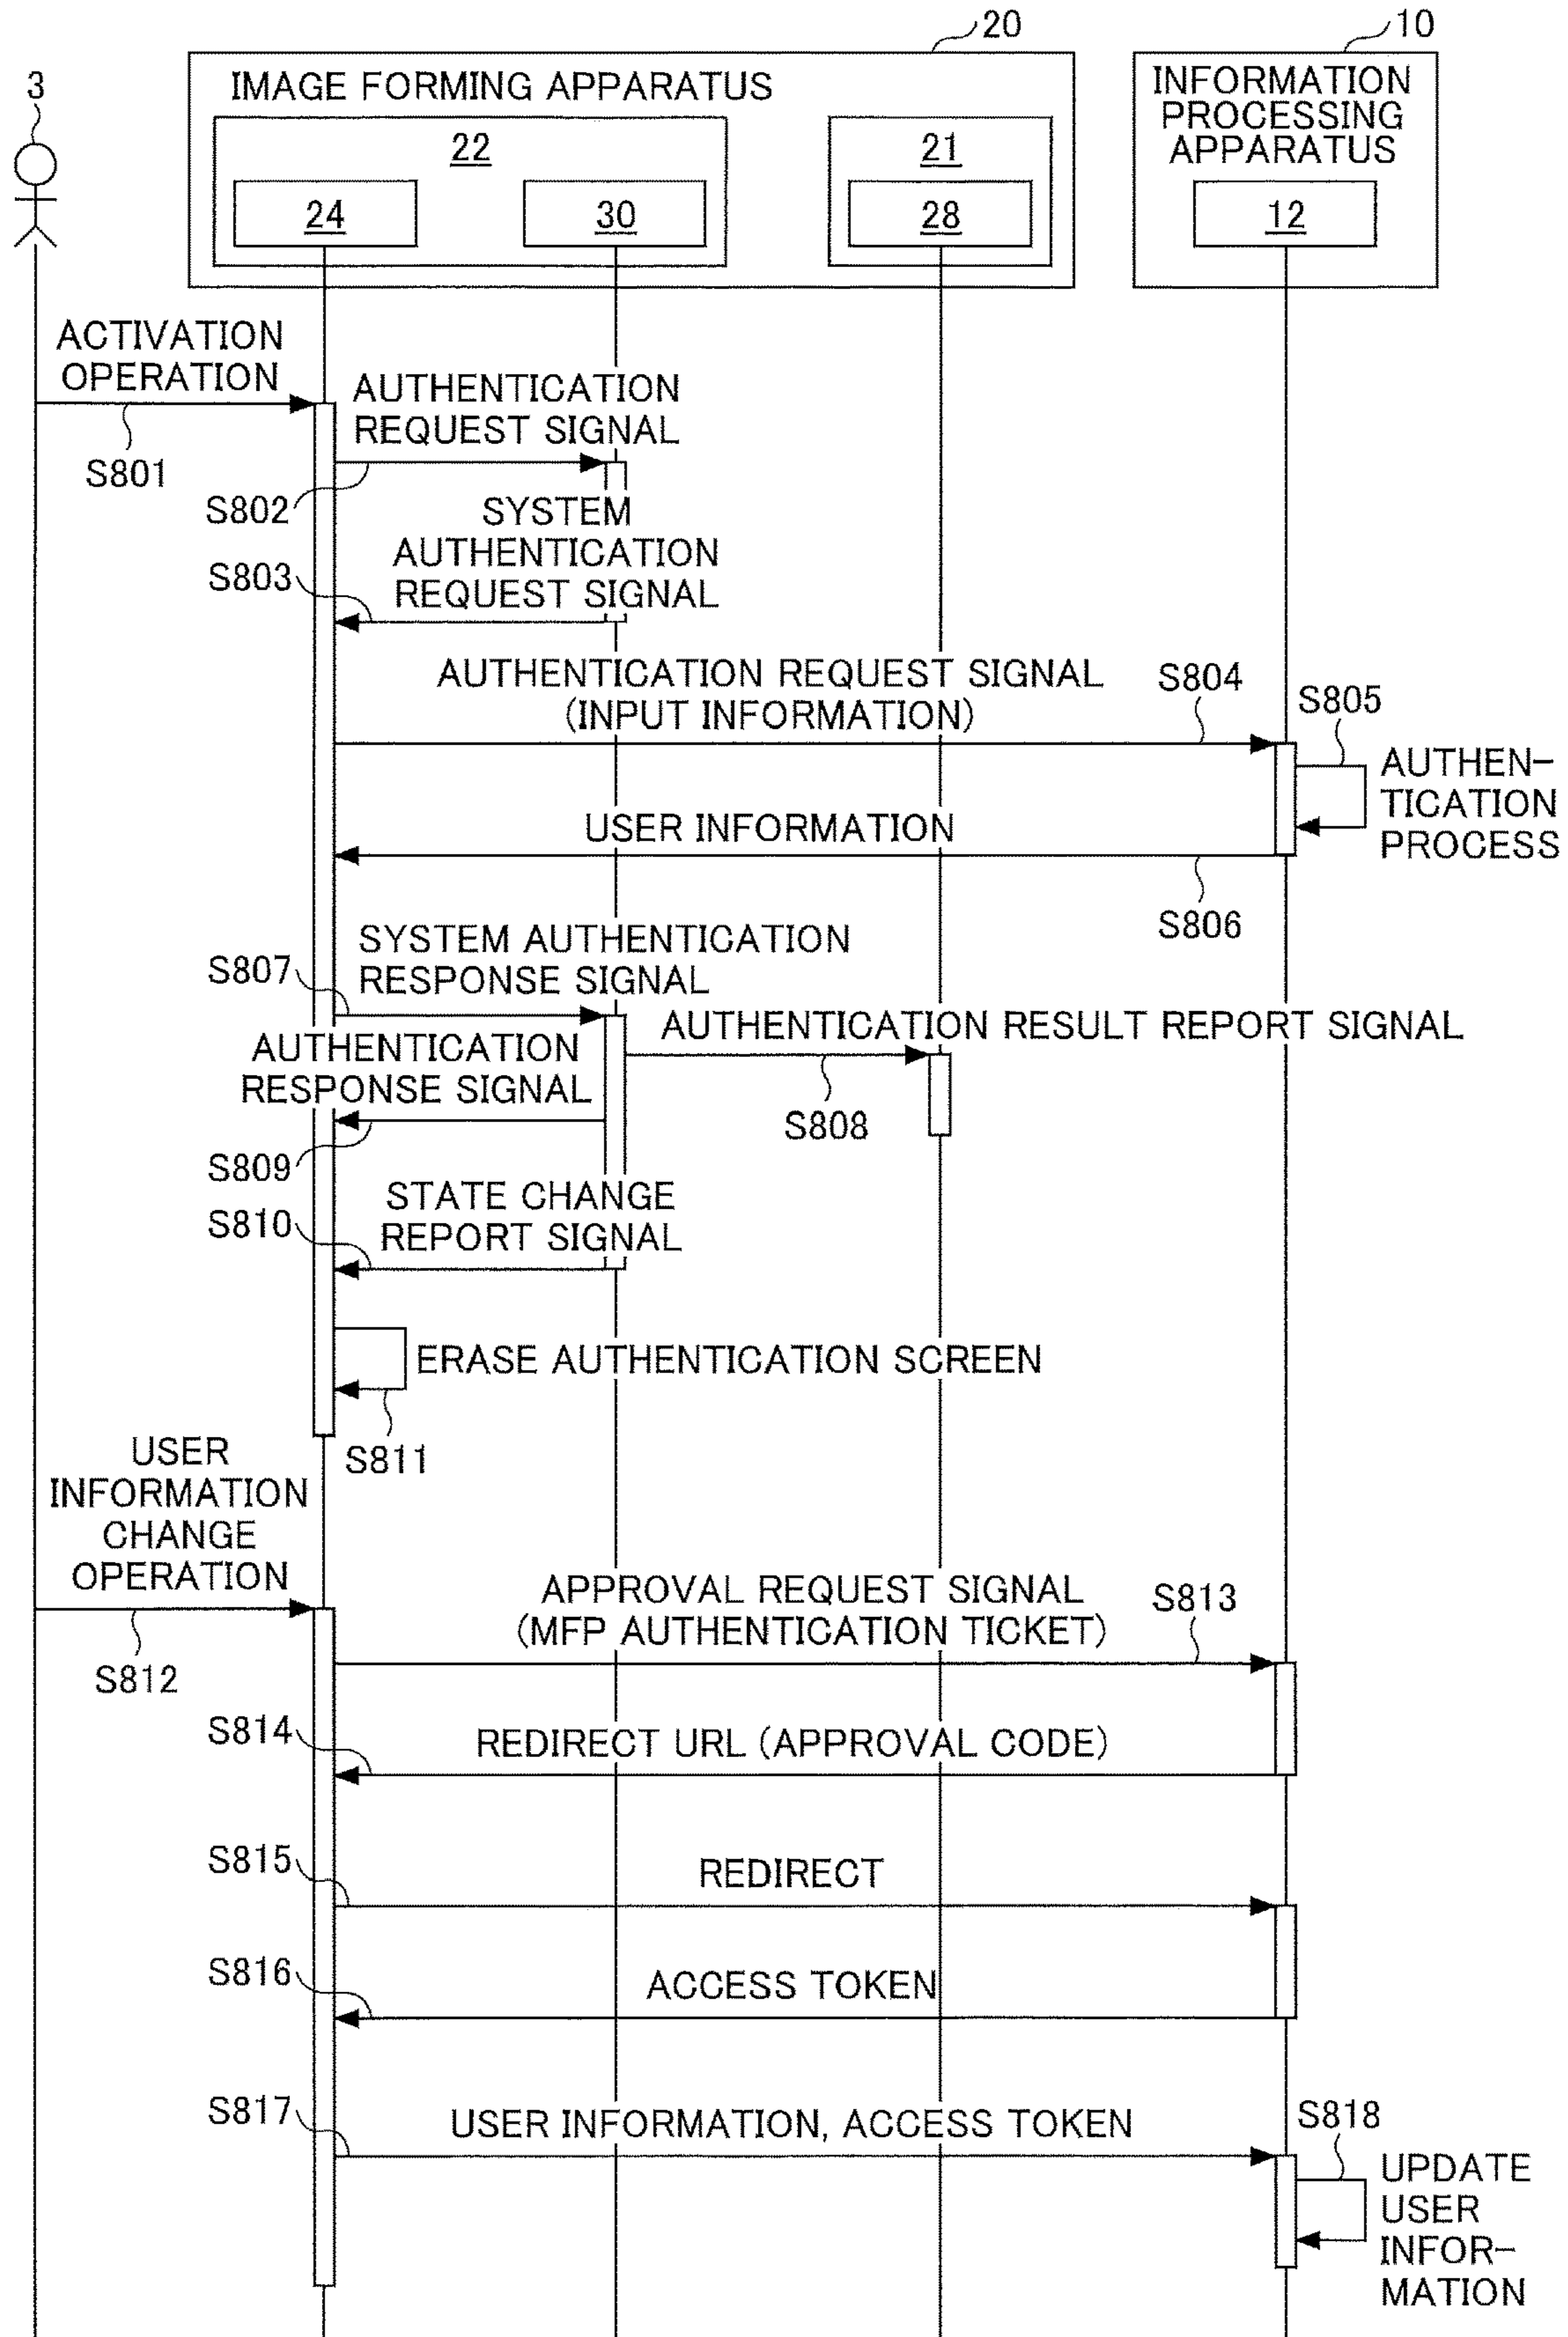 20
10
3
IMAGE FORMING APPARATUS
INFORMATION
PROCESSING
APPARATUS
22
21
24
30
28
12
ACTIVATION
OPERATION
S801
AUTHENTICATION
REQUEST SIGNAL
S802
SYSTEM
AUTHENTICATION
REQUEST SIGNAL
S803
AUTHENTICATION REQUEST SIGNAL
(INPUT INFORMATION)
S804
S805
AUTHEN-
TICATION
PROCESS
USER INFORMATION
S806
SYSTEM AUTHENTICATION
RESPONSE SIGNAL
S807
AUTHENTICATION RESULT REPORT SIGNAL
S808
AUTHENTICATION
RESPONSE SIGNAL
S809
STATE CHANGE
REPORT SIGNAL
S810
ERASE AUTHENTICATION SCREEN
S811
USER
INFORMATION
CHANGE
OPERATION
S812
APPROVAL REQUEST SIGNAL
(MFP AUTHENTICATION TICKET)
S813
S814
REDIRECT URL (APPROVAL CODE)
S815
REDIRECT
S816
ACCESS TOKEN
S817
USER INFORMATION, ACCESS TOKEN
S818
UPDATE
USER
INFOR-
MATION